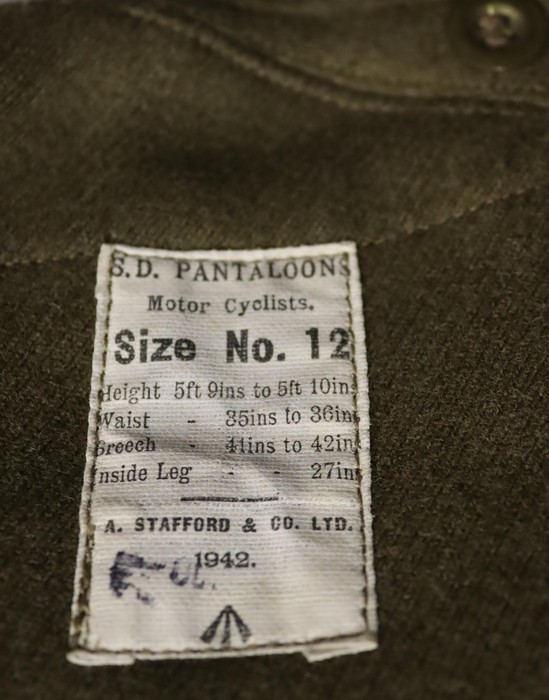 S.D. PANTALOONS
Motor Cyclists.
Size No. 12
Height 5ft 9ins to 5ft 10ins
Waist - 35ins to 36ins
Breech - 41ins to 42ins
Inside Leg - - 27ins
A. STAFFORD & CO. LTD.
1942.